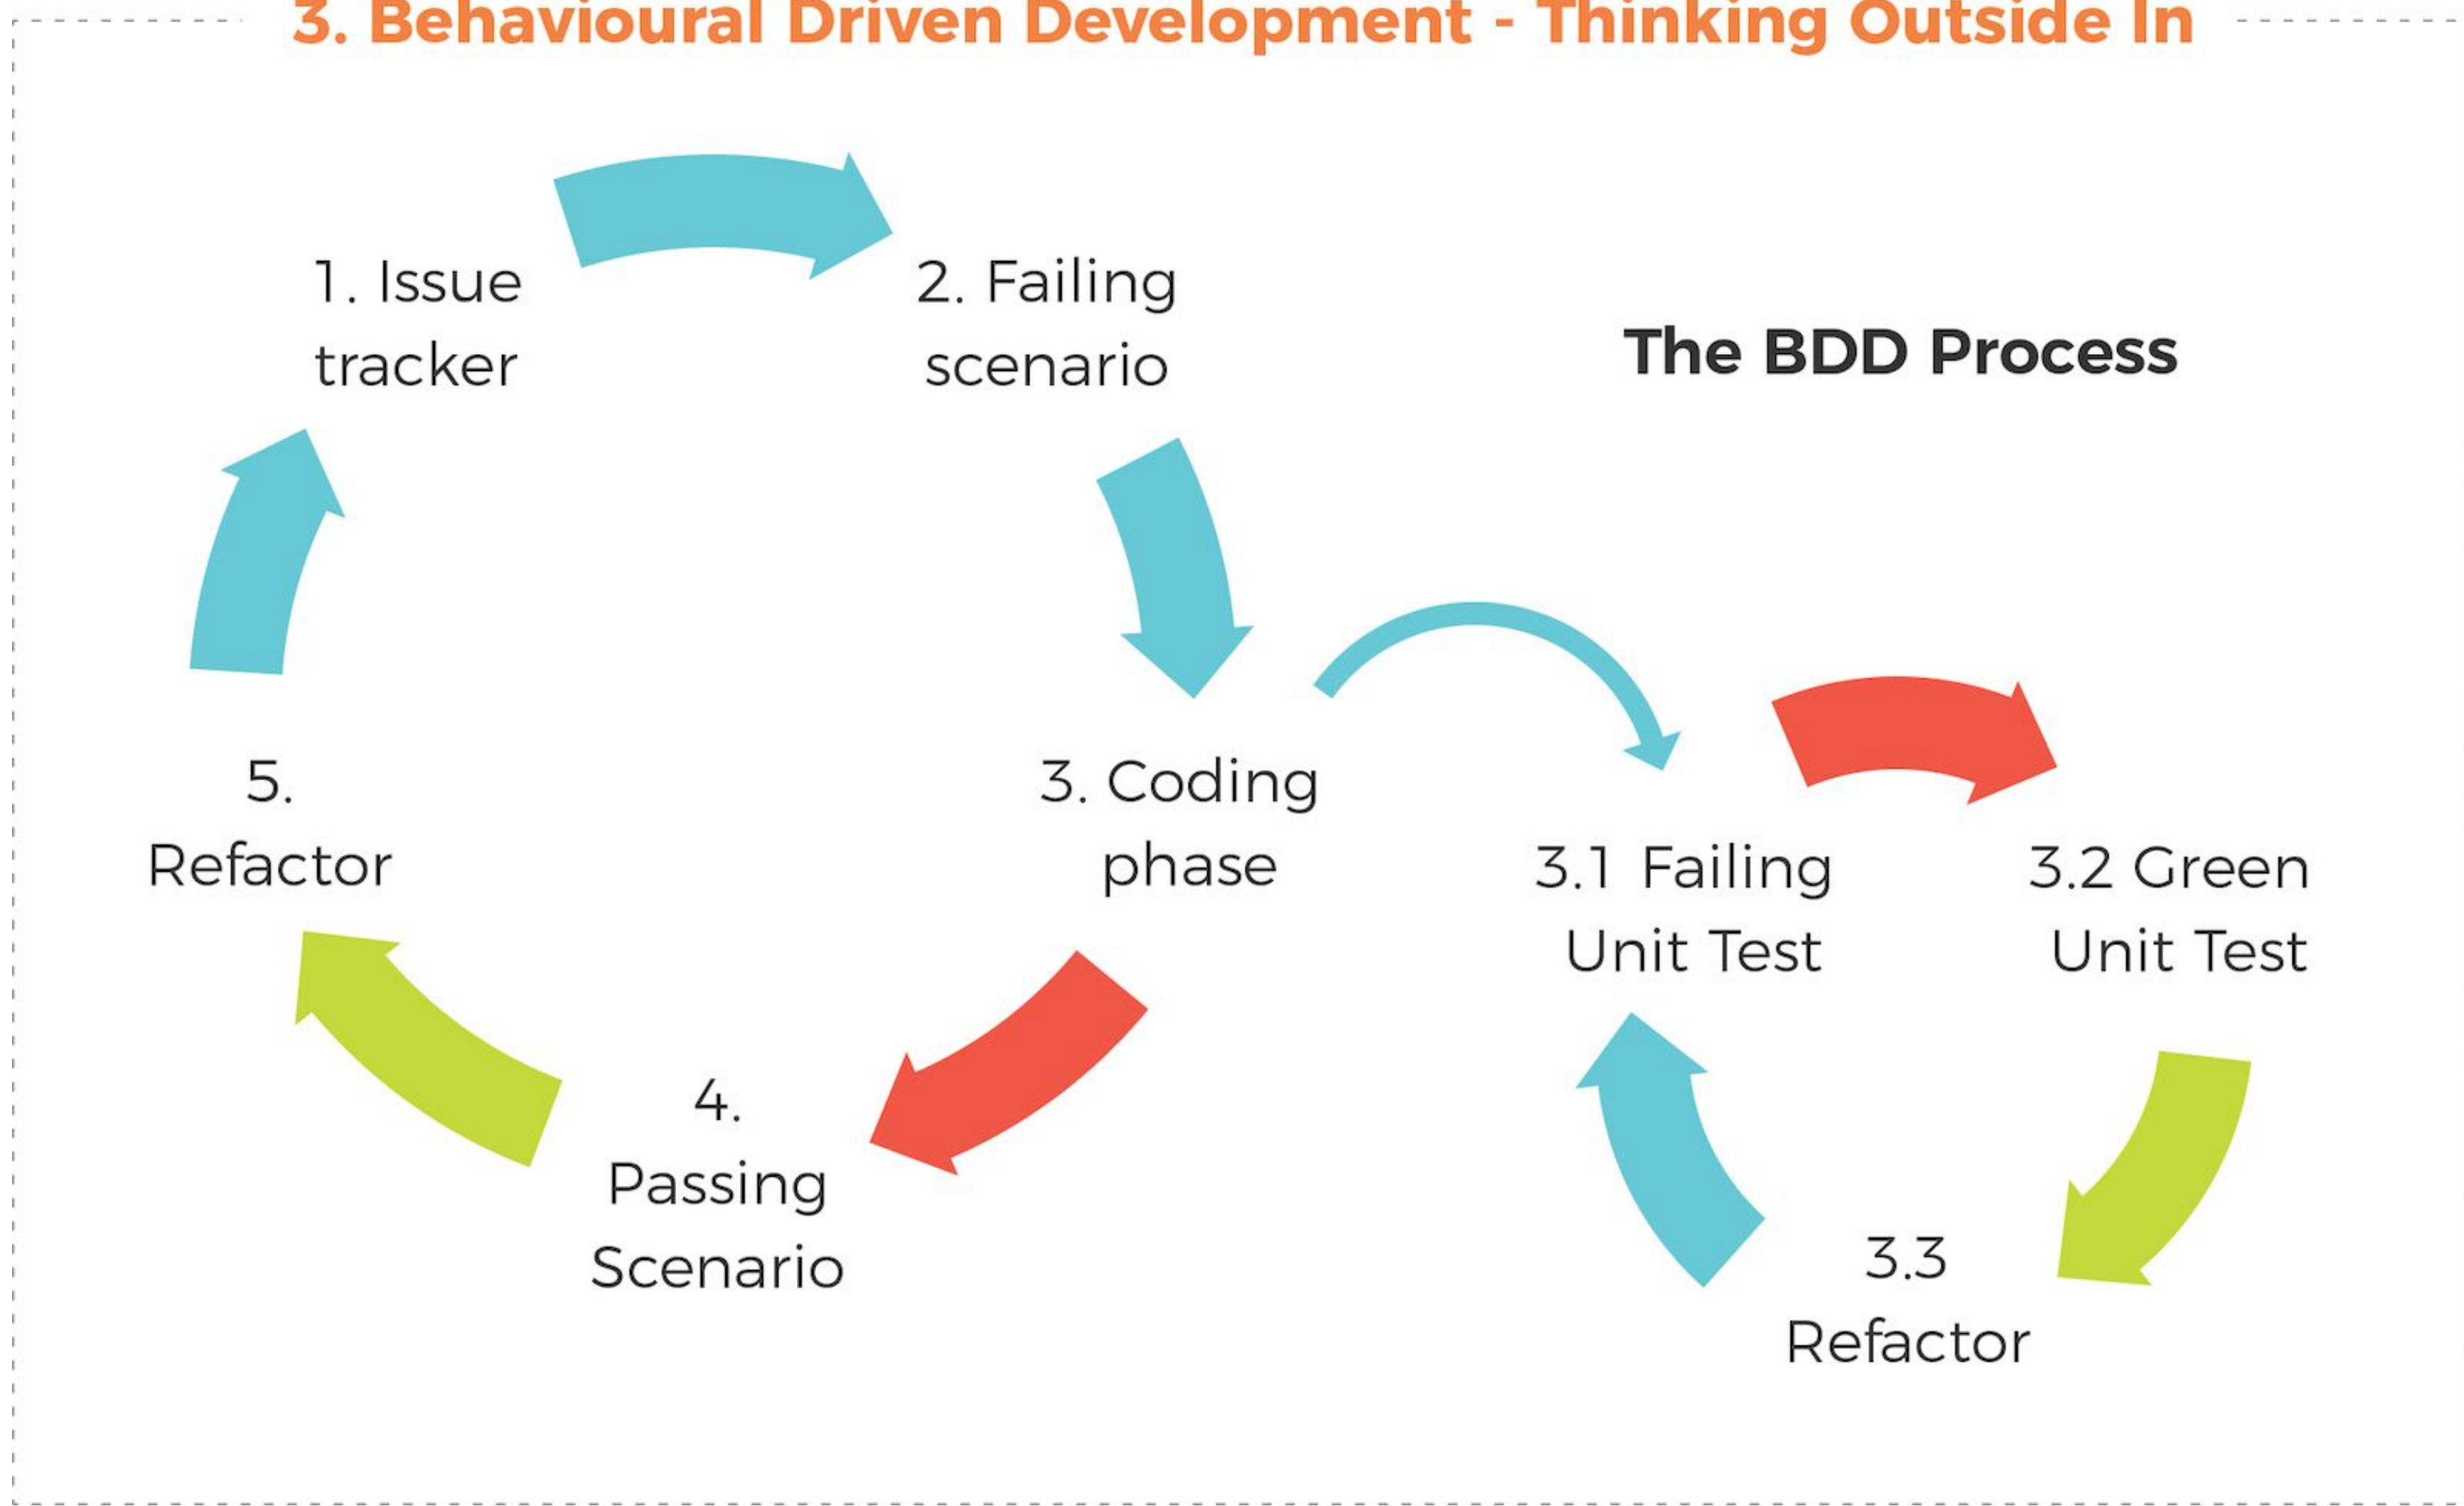 3. Behavioural Driven Development - Thinking Outside In
1. Issue
tracker
2. Failing
scenario
The BDD Process
3. Coding
phase
3.1 Failing
Unit Test
3.2 Green
Unit Test
3.3
Refactor
4.
Passing
Scenario
5.
Refactor